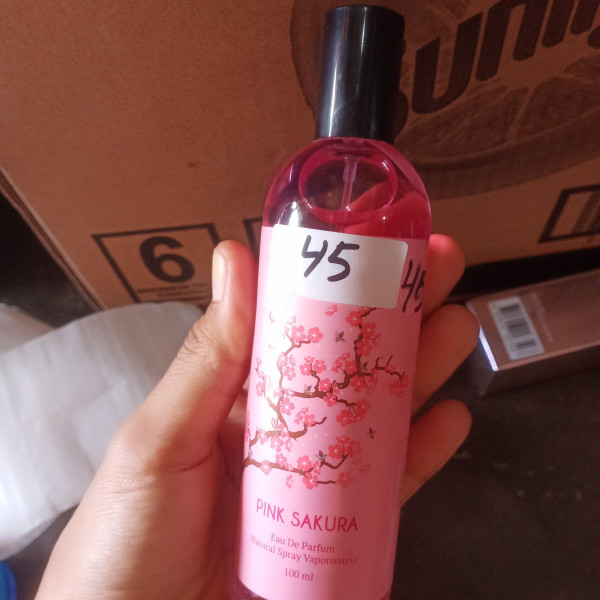 6
45
45
PINK SAKURA
Eau De Parfum
Natural Spray Vaporisateur
100 ml